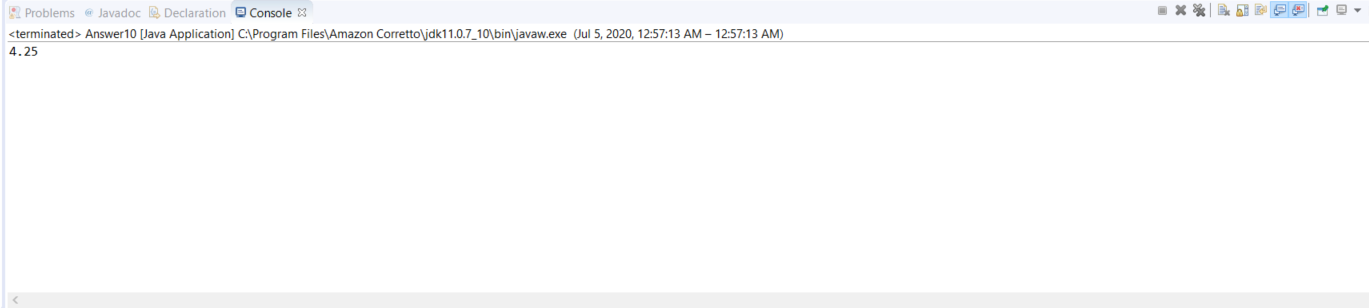 Problems @ Javadoc Declaration Console
<terminated> Answer10 [Java Application] C:\Program Files\Amazon Corretto\jdk11.0.7_10\bin\javaw.exe (Jul 5, 2020, 12:57:13 AM – 12:57:13 AM)
4.25